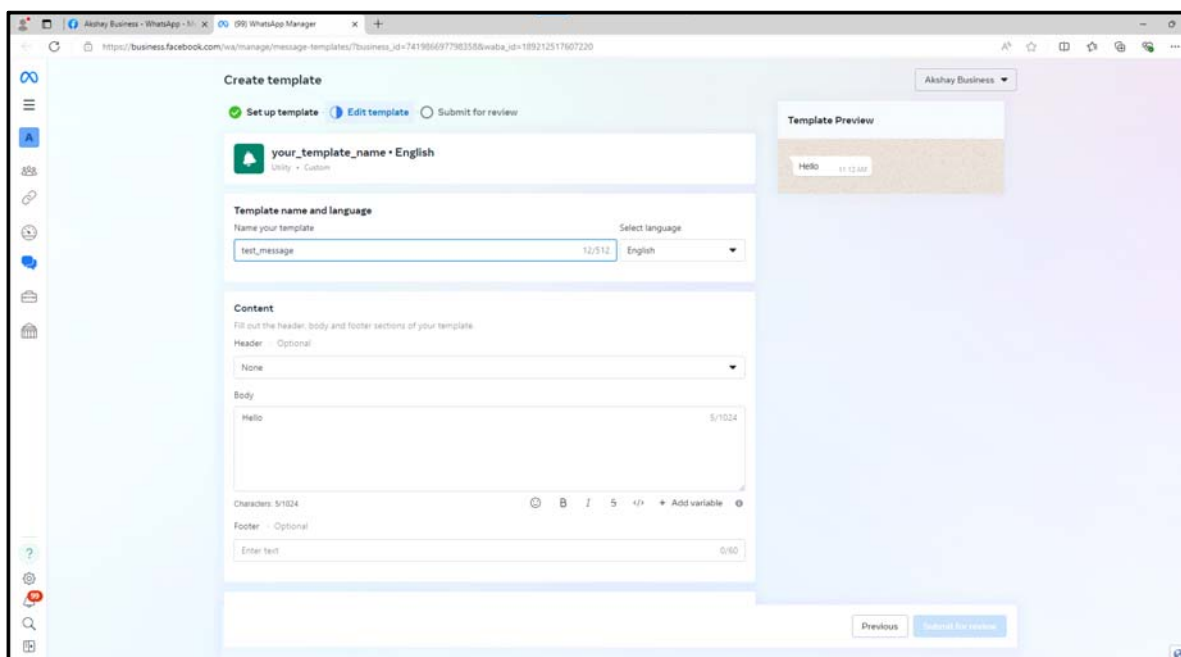 Akshay Business - WhatsApp - M
(99) WhatsApp Manager
https://business.facebook.com/wa/manage/message-templates/?business_id=741986697798358&waba_id=189212517607220
Create template
Akshay Business
Set up template
Edit template
Submit for review
Template Preview
A
your_template_name • English
Utility • Custom
Hello
11:12 AM
Template name and language
Name your template
Select language
test_message
12/512
English
Content
Fill out the header, body and footer sections of your template.
Header · Optional
None
Body
Hello
5/1024
Characters: 5/1024
B I S </> + Add variable
Footer · Optional
Enter text
0/60
99
Previous
Submit for review